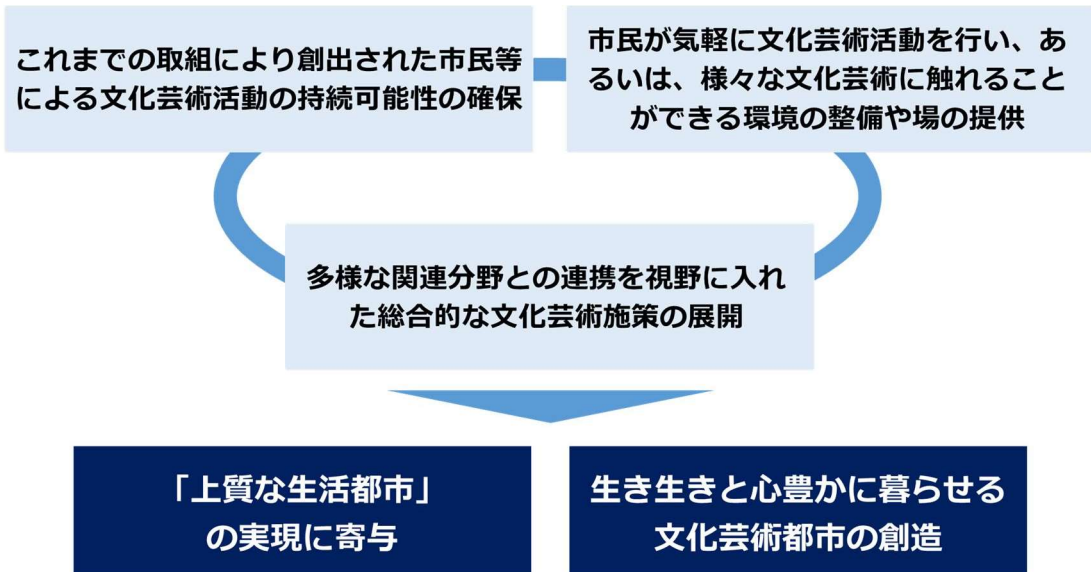 これまでの取組により創出された市民等
による文化芸術活動の持続可能性の確保
市民が気軽に文化芸術活動を行い、あ
るいは、様々な文化芸術に触れること
ができる環境の整備や場の提供
多様な関連分野との連携を視野に入れ
た総合的な文化芸術施策の展開
「上質な生活都市」
の実現に寄与
生き生きと心豊かに暮らせる
文化芸術都市の創造